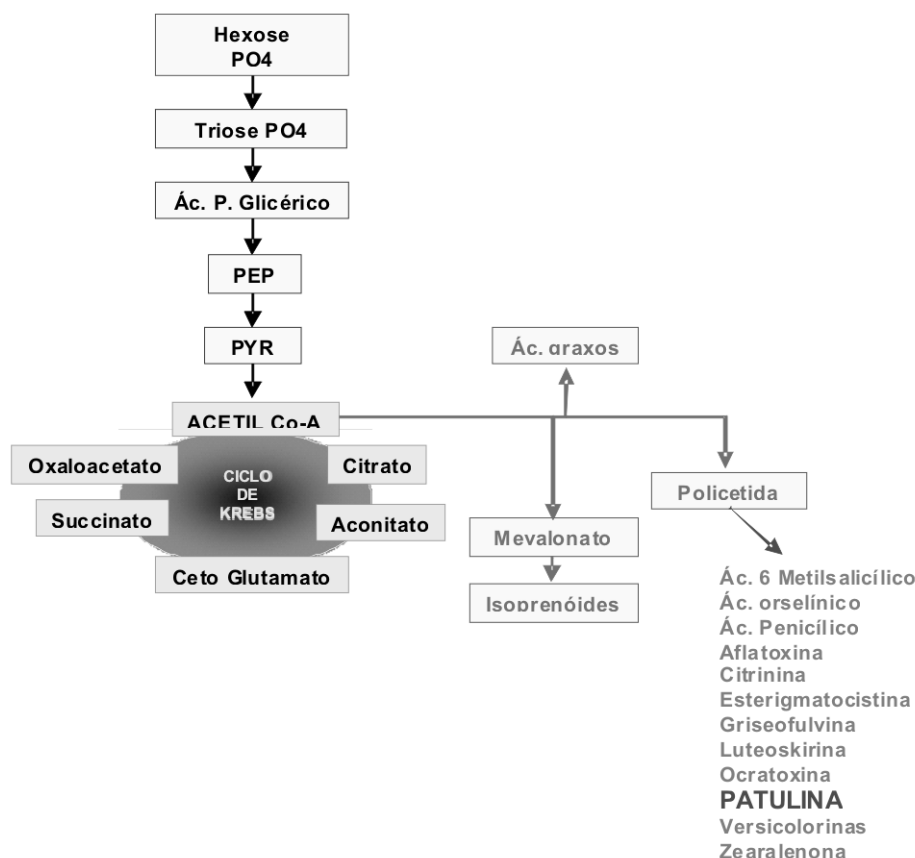 Hexose
PO4
Triose PO4
Ác. P. Glicérico
PEP
PYR
Ác. graxos
ACETIL Co-A
Oxaloacetato
CICLO
DE
KREBS
Citrato
Succinato
Aconitato
Ceto Glutamato
Policetida
Mevalonato
Isoprenóides
Ác. 6 Metilsalicílico
Ác. orselínico
Ác. Penicílico
Aflatoxina
Citrinina
Esterigmatocistina
Griseofulvina
Luteoskirina
Ocratoxina
PATULINA
Versicolorinas
Zearalenona